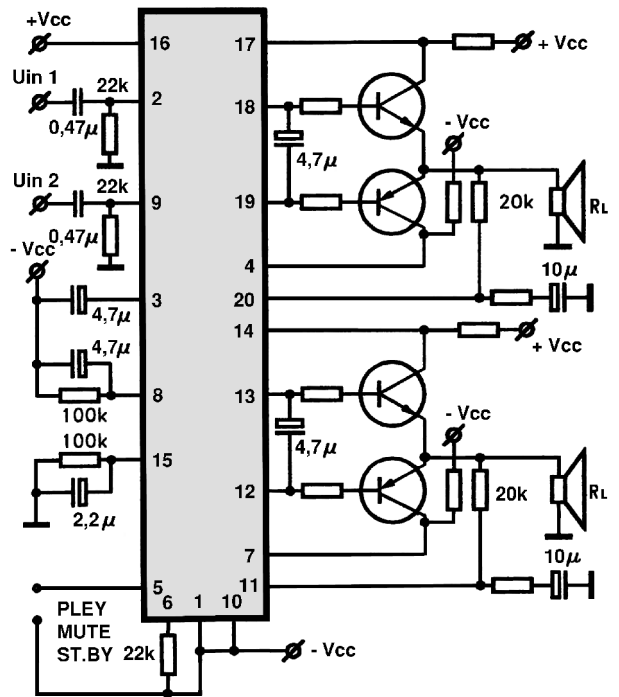 +Vcc
16
17
+ Vcc
Uin 1
22k
2
18
0,47µ
4,7µ
- Vcc
Uin 2
22k
9
19
20k
RL
0,47µ
- Vcc
4
10µ
3
20
4,7µ
14
+ Vcc
4,7µ
8
13
100k
- Vcc
100k
4,7µ
15
12
20k
RL
2,2µ
7
10µ
5
11
6
1
10
PLEY
MUTE
ST.BY
22k
- Vcc